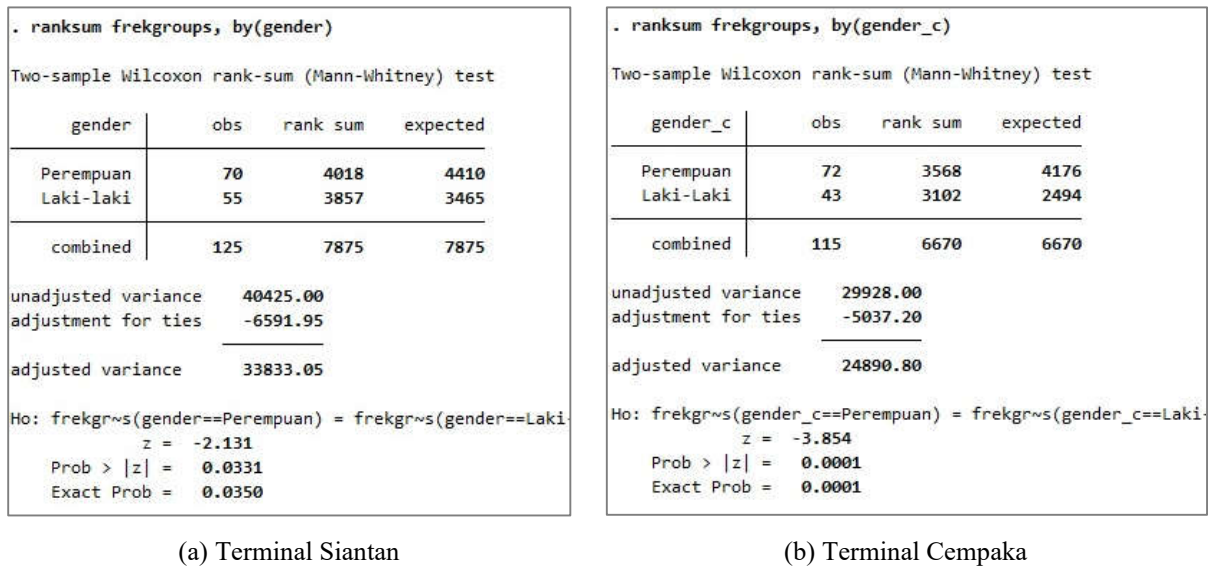 . ranksum frekgroups, by(gender)
Two-sample Wilcoxon rank-sum (Mann-Whitney) test
gender obs rank sum expected
Perempuan 70 4018 4410
Laki-laki 55 3857 3465
combined 125 7875 7875
unadjusted variance 40425.00
adjustment for ties -6591.95
adjusted variance 33833.05
Ho: frekgr~s(gender==Perempuan) = frekgr~s(gender==Laki-
z = -2.131
Prob > |z| = 0.0331
Exact Prob = 0.0350
(a) Terminal Siantan
. ranksum frekgroups, by(gender_c)
Two-sample Wilcoxon rank-sum (Mann-Whitney) test
gender_c obs rank sum expected
Perempuan 72 3568 4176
Laki-Laki 43 3102 2494
combined 115 6670 6670
unadjusted variance 29928.00
adjustment for ties -5037.20
adjusted variance 24890.80
Ho: frekgr~s(gender_c==Perempuan) = frekgr~s(gender_c==Laki-
z = -3.854
Prob > |z| = 0.0001
Exact Prob = 0.0001
(b) Terminal Cempaka